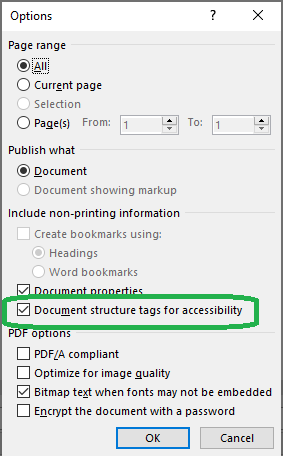 Options
Page range
All
Current page
Selection
Page(s) From: 1 To: 1
Publish what
Document
Document showing markup
Include non-printing information
Create bookmarks using:
Headings
Word bookmarks
Document properties
Document structure tags for accessibility
PDF options
PDF/A compliant
Optimize for image quality
Bitmap text when fonts may not be embedded
Encrypt the document with a password
OK Cancel